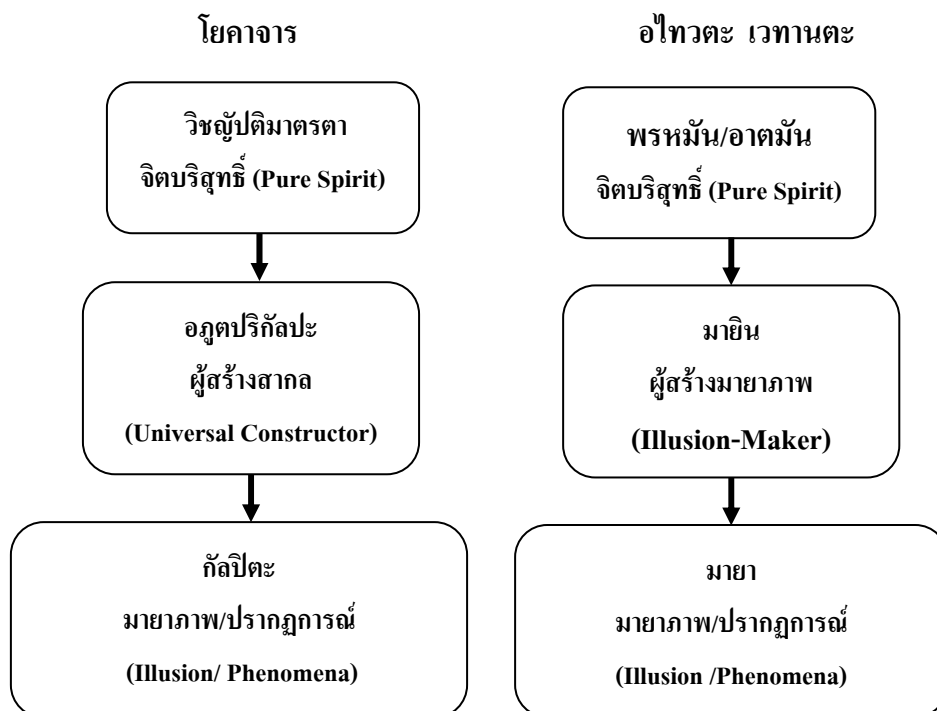 โยคาจาร
วิชญัปติมาตรตา
จิตบริสุทธิ์ (Pure Spirit)
อภูตปริกัลปะ
ผู้สร้างสากล
(Universal Constructor)
กัลปิตะ
มายาภาพ/ปรากฏการณ์
(Illusion/ Phenomena)
อไทวตะ เวทานตะ
พรหมัน/อาตมัน
จิตบริสุทธิ์ (Pure Spirit)
มายิน
ผู้สร้างมายาภาพ
(Illusion-Maker)
มายา
มายาภาพ/ปรากฏการณ์
(Illusion /Phenomena)